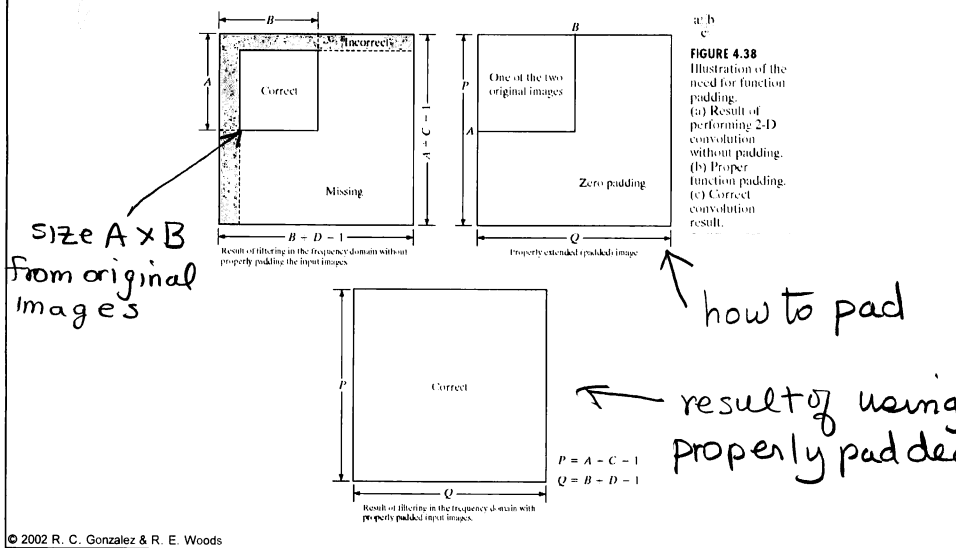 B
Incorrect
A
Correct
A + C − 1
Missing
B + D − 1
Result of filtering in the frequency domain without
properly padding the input images
size A x B
from original
images
B
P
One of the two
original images
A
Zero padding
Q
Properly extended (padded) image
how to pad
a b
c
FIGURE 4.38
Illustration of the
need for function
padding.
(a) Result of
performing 2-D
convolution
without padding.
(b) Proper
function padding.
(c) Correct
convolution
result.
P
Correct
Q
P = A − C − 1
Q = B + D − 1
Result of filtering in the frequency domain with
properly padded input images.
result of using
properly padded
© 2002 R. C. Gonzalez & R. E. Woods